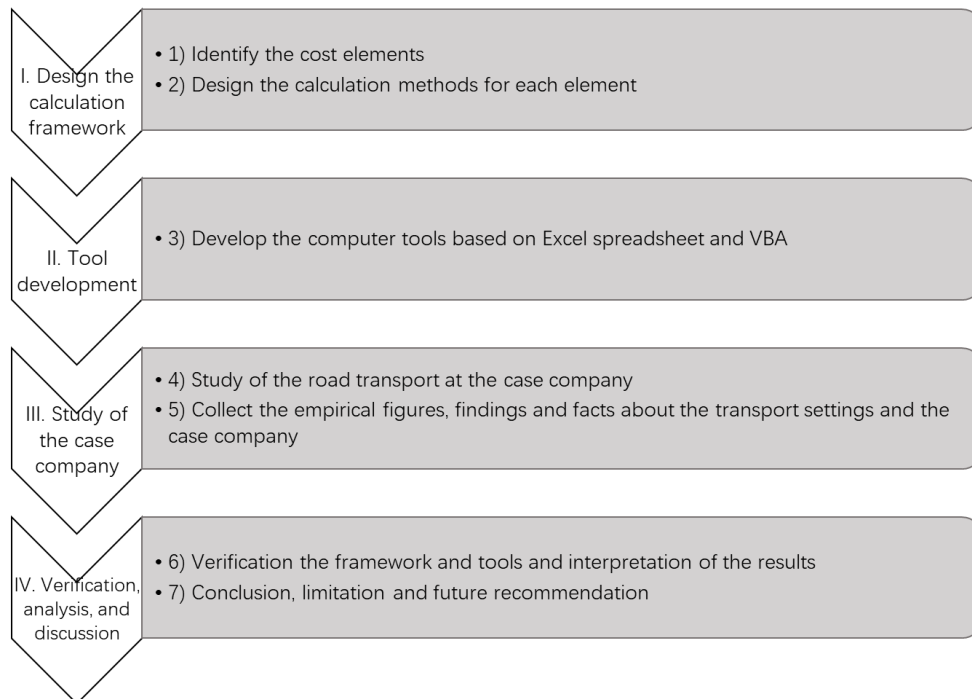 I. Design the
calculation
framework
• 1) Identify the cost elements
• 2) Design the calculation methods for each element
II. Tool
development
• 3) Develop the computer tools based on Excel spreadsheet and VBA
III. Study of
the case
company
• 4) Study of the road transport at the case company
• 5) Collect the empirical figures, findings and facts about the transport settings and the
case company
IV. Verification,
analysis, and
discussion
• 6) Verification the framework and tools and interpretation of the results
• 7) Conclusion, limitation and future recommendation